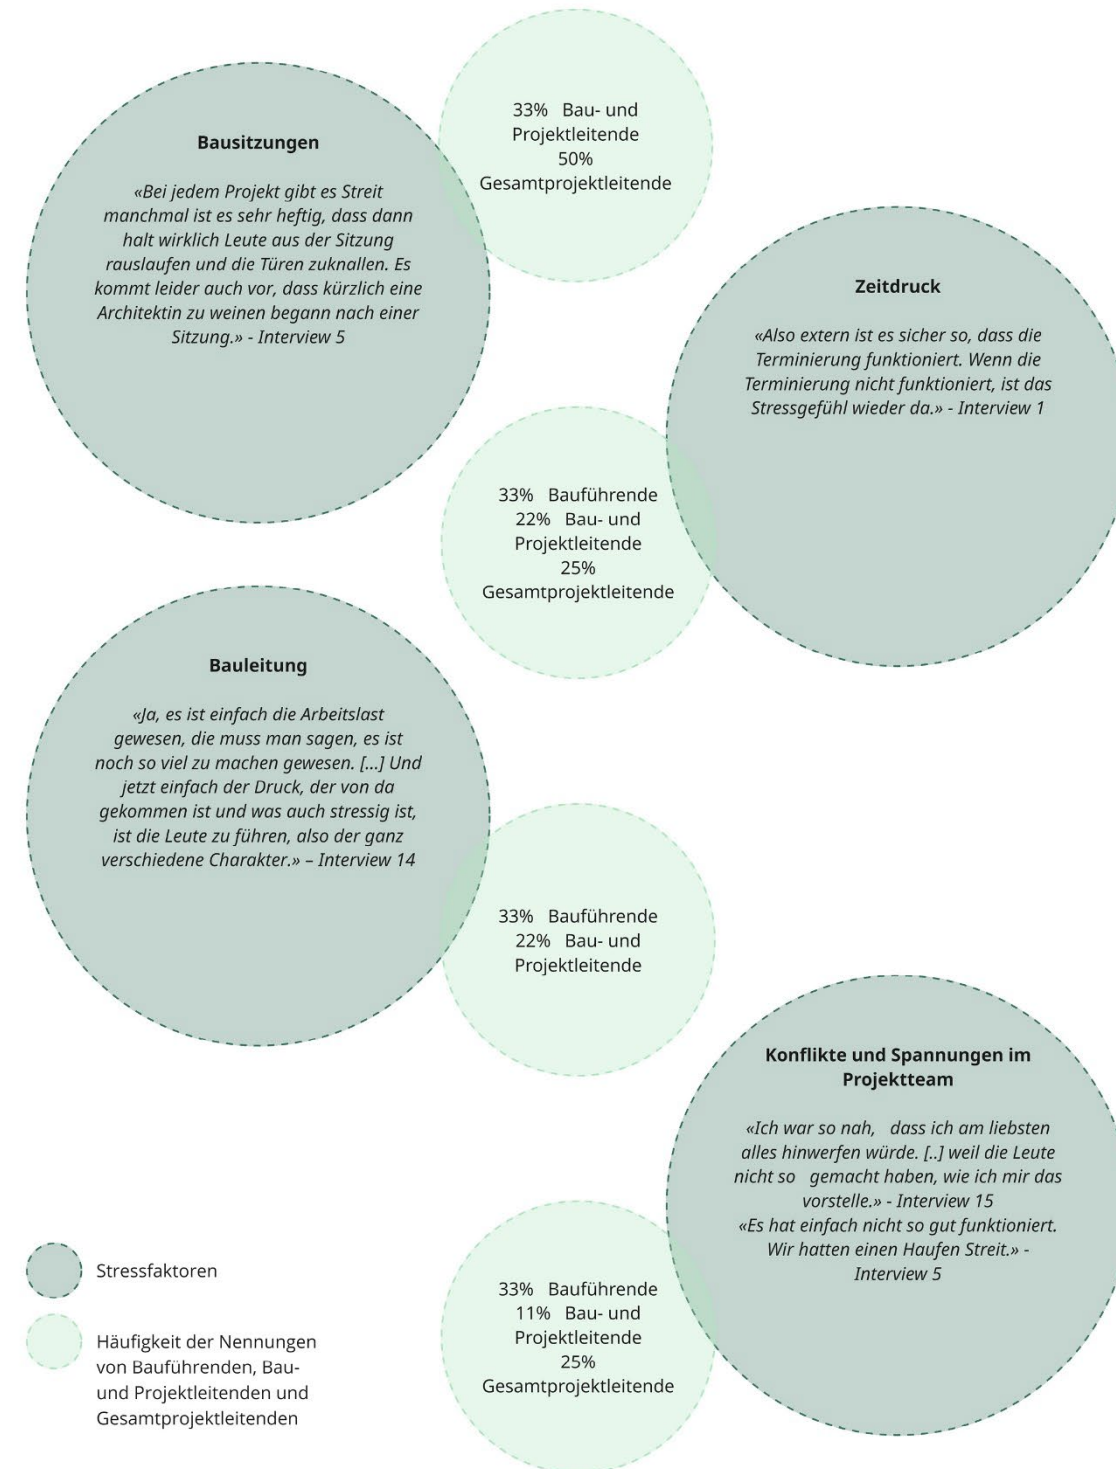 33% Bau- und
Projektleitende
50%
Gesamtprojektleitende
Bausitzungen
«Bei jedem Projekt gibt es Streit
manchmal ist es sehr heftig, dass dann
halt wirklich Leute aus der Sitzung
rauslaufen und die Türen zuknallen. Es
kommt leider auch vor, dass kürzlich eine
Architektin zu weinen begann nach einer
Sitzung.» - Interview 5
Zeitdruck
«Also extern ist es sicher so, dass die
Terminierung funktioniert. Wenn die
Terminierung nicht funktioniert, ist das
Stressgefühl wieder da.» - Interview 1
33% Bauführende
22% Bau- und
Projektleitende
25%
Gesamtprojektleitende
Bauleitung
«Ja, es ist einfach die Arbeitslast
gewesen, die muss man sagen, es ist
noch so viel zu machen gewesen. [...] Und
jetzt einfach der Druck, der von da
gekommen ist und was auch stressig ist,
ist die Leute zu führen, also der ganz
verschiedene Charakter.» – Interview 14
33% Bauführende
22% Bau- und
Projektleitende
Konflikte und Spannungen im
Projektteam
«Ich war so nah, dass ich am liebsten
alles hinwerfen würde. [..] weil die Leute
nicht so gemacht haben, wie ich mir das
vorstelle.» - Interview 15
«Es hat einfach nicht so gut funktioniert.
Wir hatten einen Haufen Streit.» -
Interview 5
33% Bauführende
11% Bau- und
Projektleitende
25%
Gesamtprojektleitende
Stressfaktoren
Häufigkeit der Nennungen
von Bauführenden, Bau-
und Projektleitenden und
Gesamtprojektleitenden